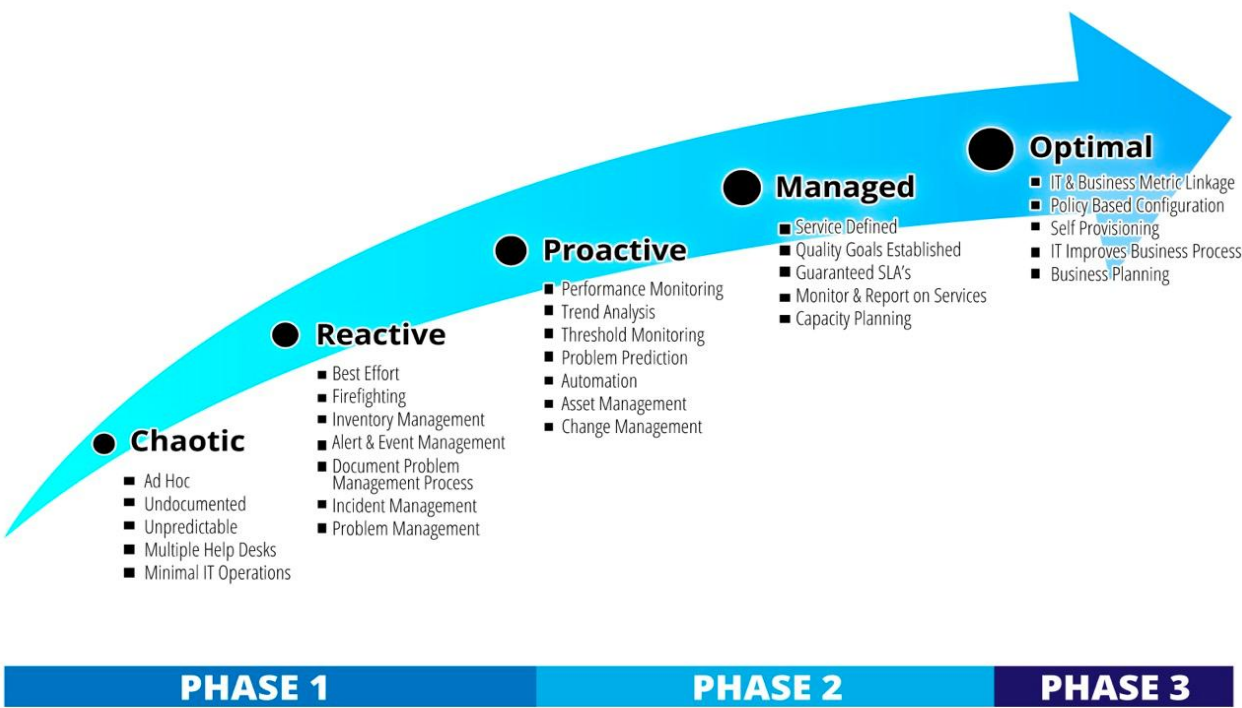 Chaotic
Ad Hoc
Undocumented
Unpredictable
Multiple Help Desks
Minimal IT Operations
Reactive
Best Effort
Firefighting
Inventory Management
Alert & Event Management
Document Problem
Management Process
Incident Management
Problem Management
Proactive
Performance Monitoring
Trend Analysis
Threshold Monitoring
Problem Prediction
Automation
Asset Management
Change Management
Managed
Service Defined
Quality Goals Established
Guaranteed SLA's
Monitor & Report on Services
Capacity Planning
Optimal
IT & Business Metric Linkage
Policy Based Configuration
Self Provisioning
IT Improves Business Process
Business Planning
PHASE 1
PHASE 2
PHASE 3